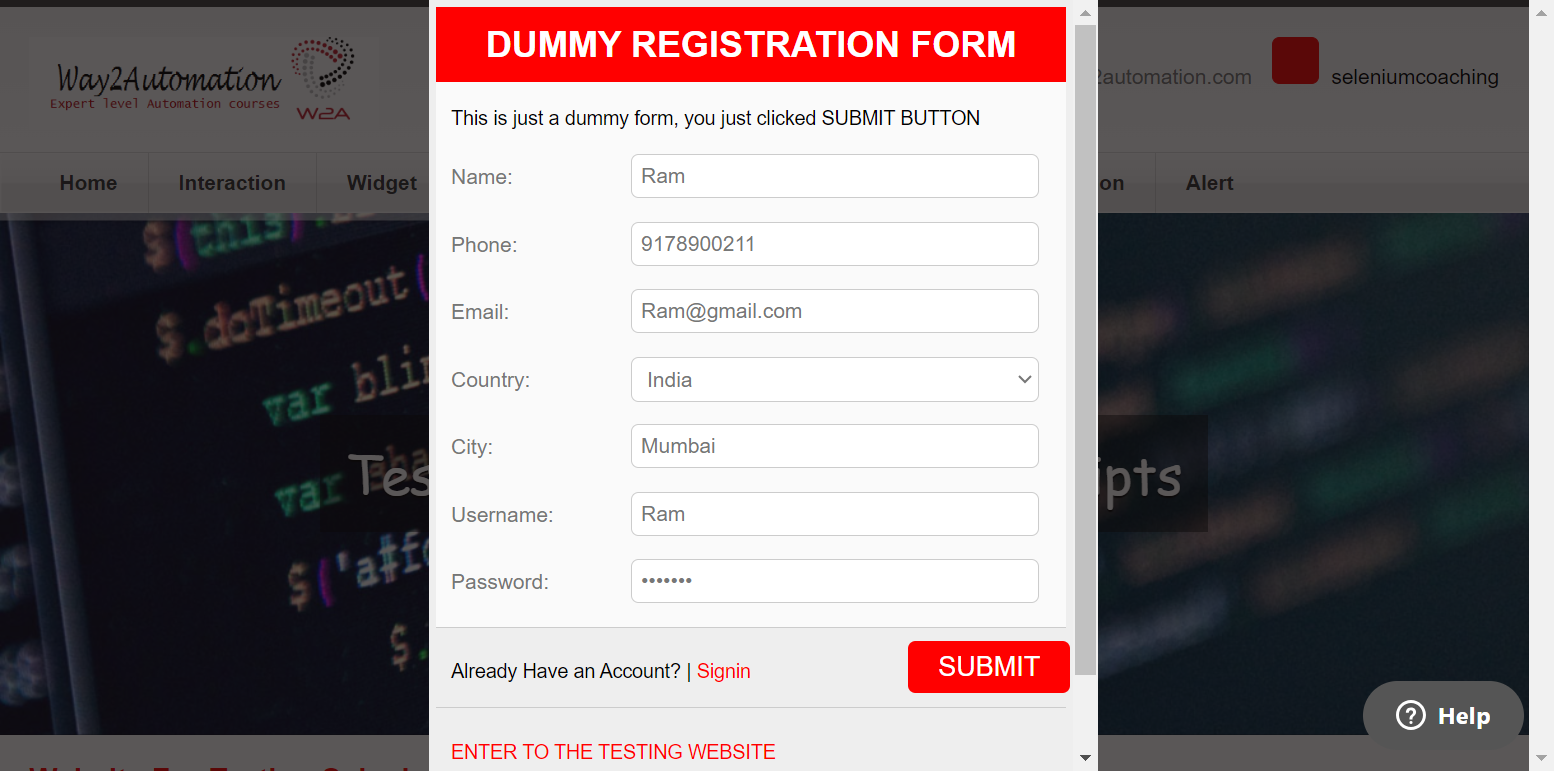 DUMMY REGISTRATION FORM
Way2Automation
Expert level Automation courses
W2A
2automation.com
seleniumcoaching
This is just a dummy form, you just clicked SUBMIT BUTTON
Home
Interaction
Widget
on
Alert
Name:
Ram
Phone:
9178900211
Email:
Ram@gmail.com
Country:
India
City:
Mumbai
Username:
Ram
Password:
•••••••
$(this)
$.doTimeout(
var blin
var aha
$('affo
$.
Tes
ipts
Already Have an Account? | Signin
SUBMIT
Help
ENTER TO THE TESTING WEBSITE